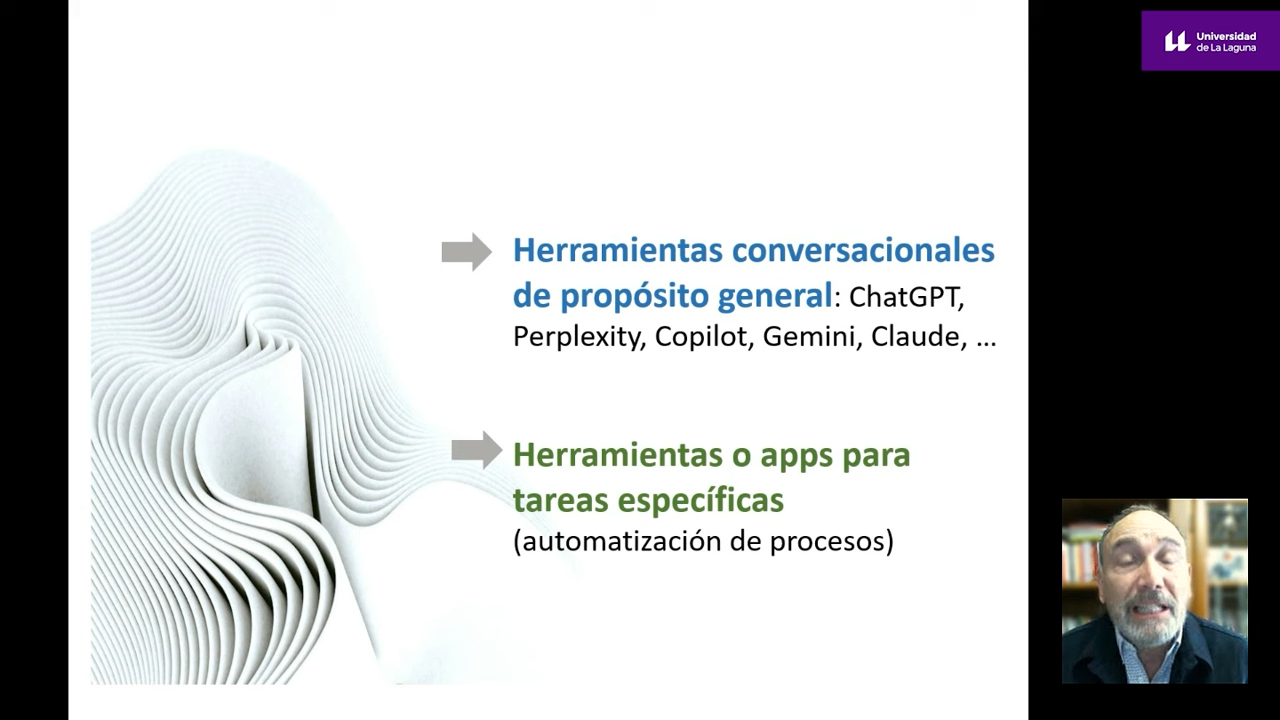 Universidad
de La Laguna
Herramientas conversacionales
de propósito general: ChatGPT,
Perplexity, Copilot, Gemini, Claude, ...
Herramientas o apps para
tareas específicas
(automatización de procesos)